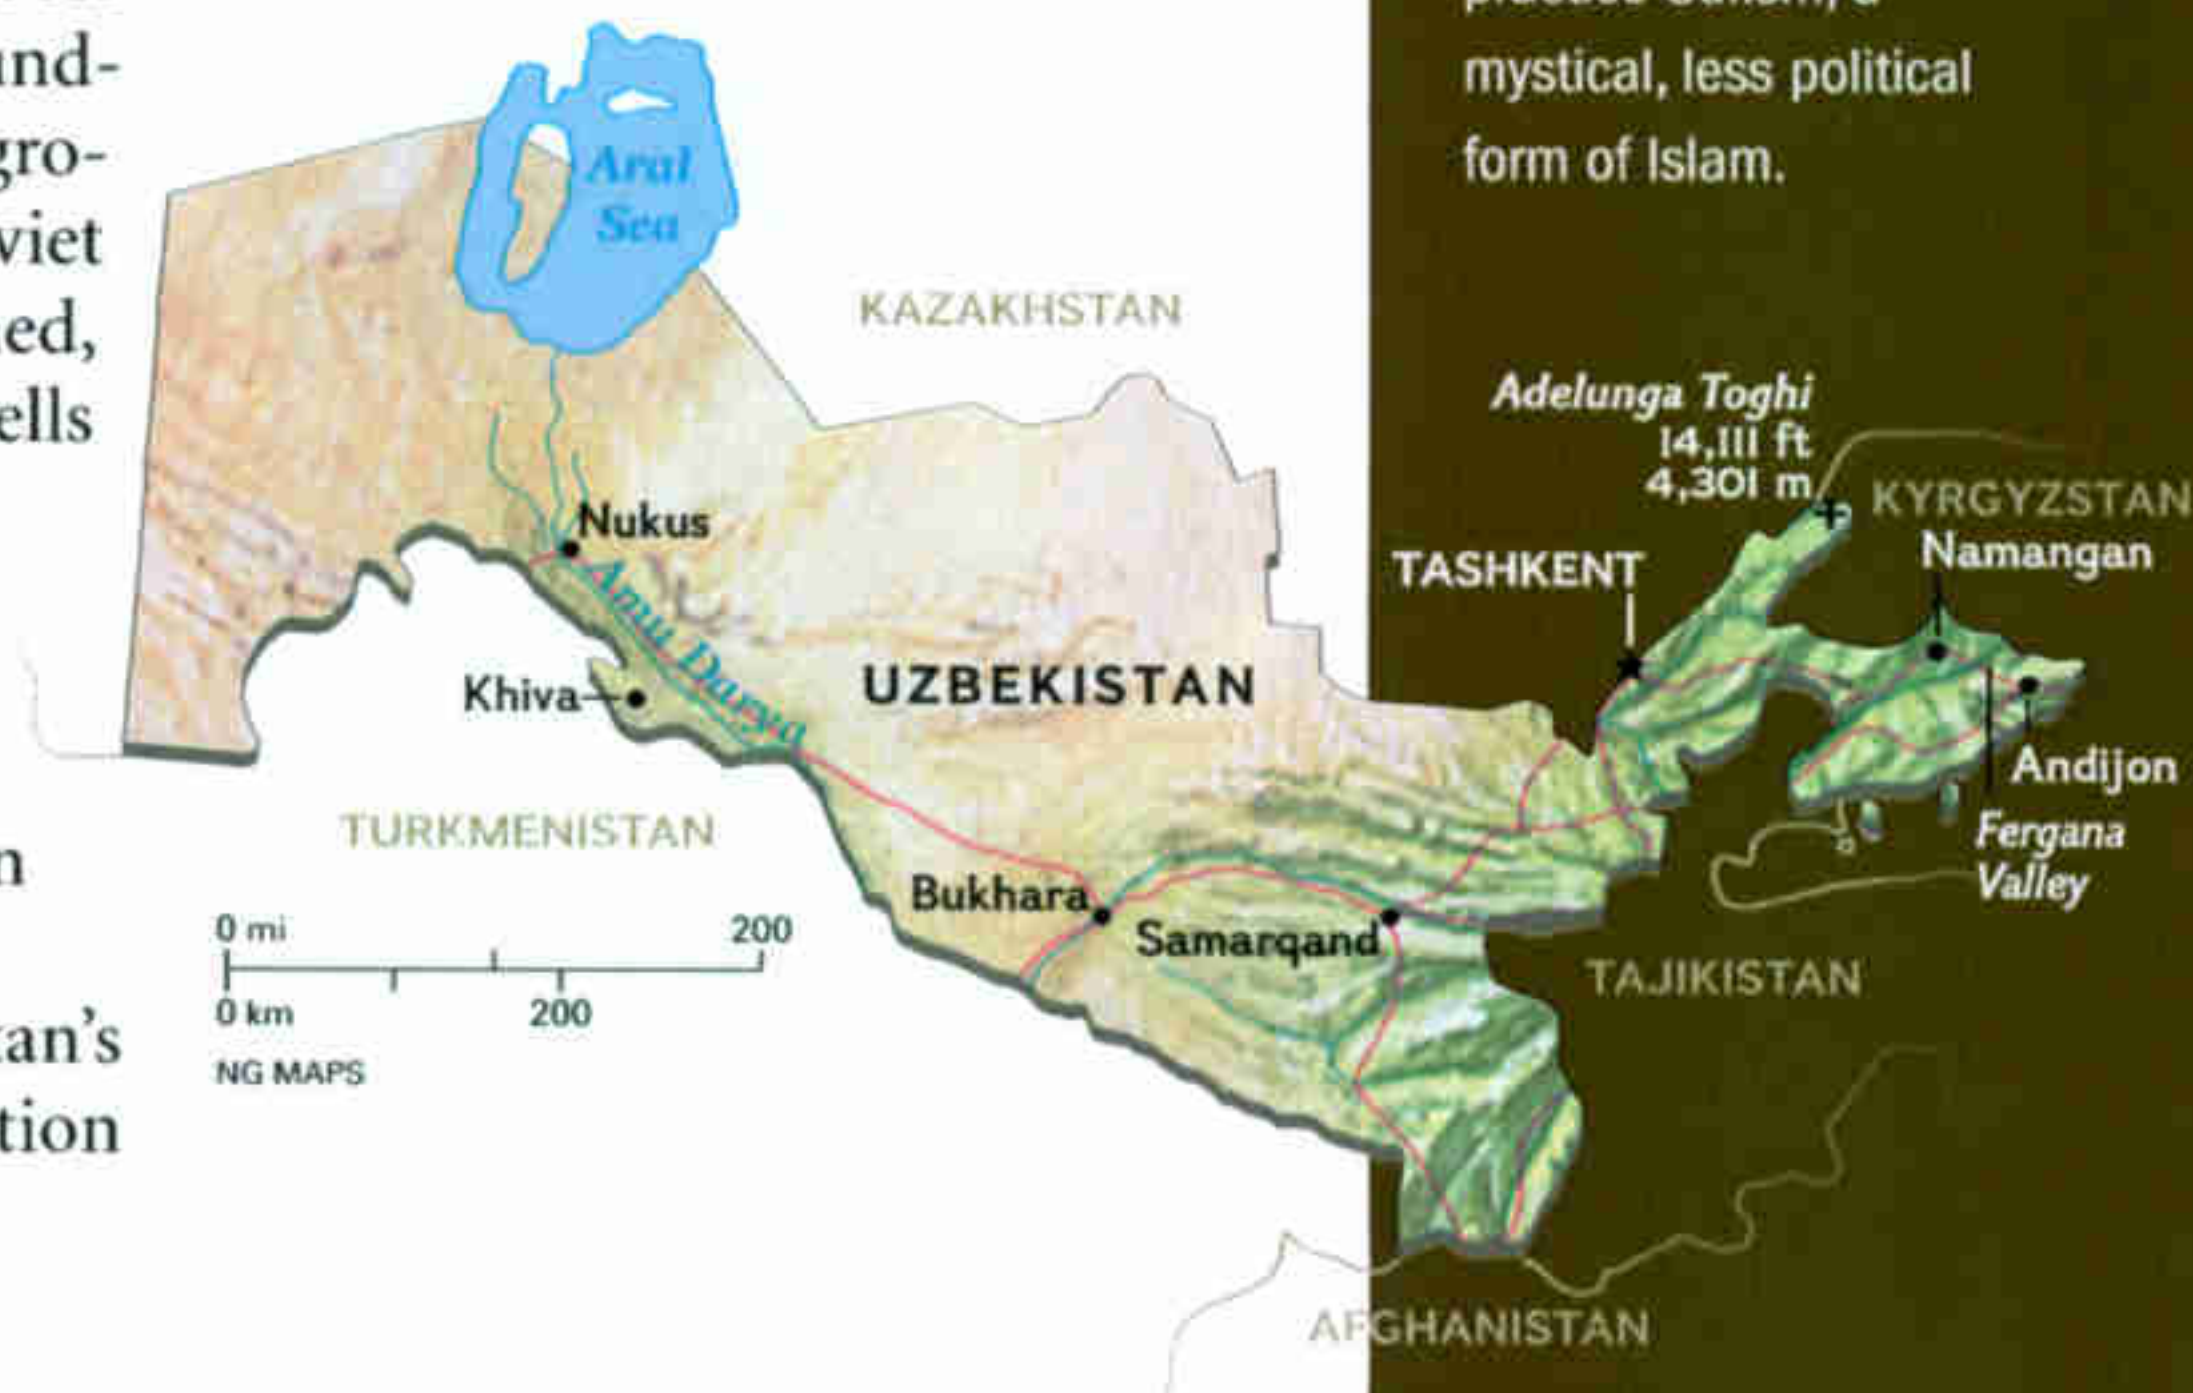 und-
gro-
viet
ed,
ells
n
tan's
tion
mystical, less political
form of Islam.
Aral
Sea
KAZAKHSTAN
Adelunga Toghi
14,111 ft
4,301 m
KYRGYZSTAN
Namangan
TASHKENT
Nukus
Amu Darya
Khiva
UZBEKISTAN
Andijon
Fergana
Valley
TURKMENISTAN
Bukhara
Samarqand
TAJIKISTAN
0 mi 200
0 km 200
NG MAPS
AFGHANISTAN